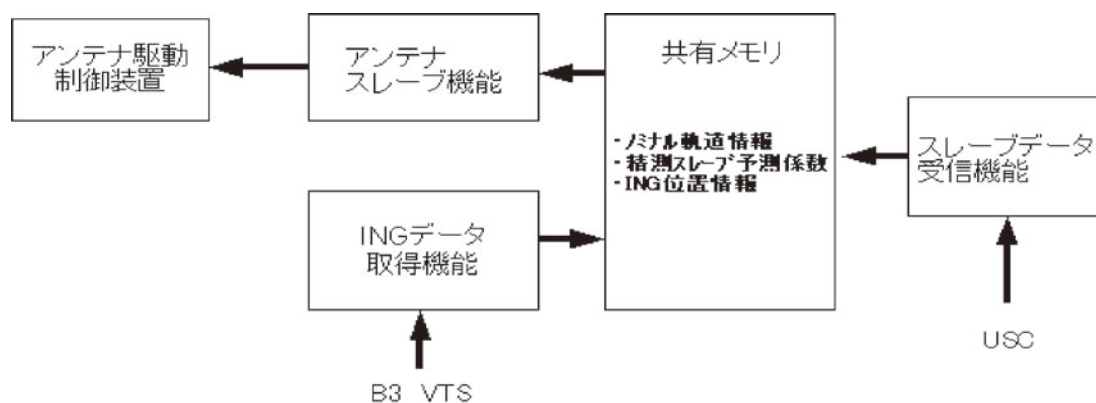 アンテナ駆動
制御装置
アンテナ
スレーブ機能
共有メモリ
・ノミナル軌道情報
・精測スレーブ予測係数
・ING位置情報
スレーブデータ
受信機能
INGデータ
取得機能
USC
B3 VTS